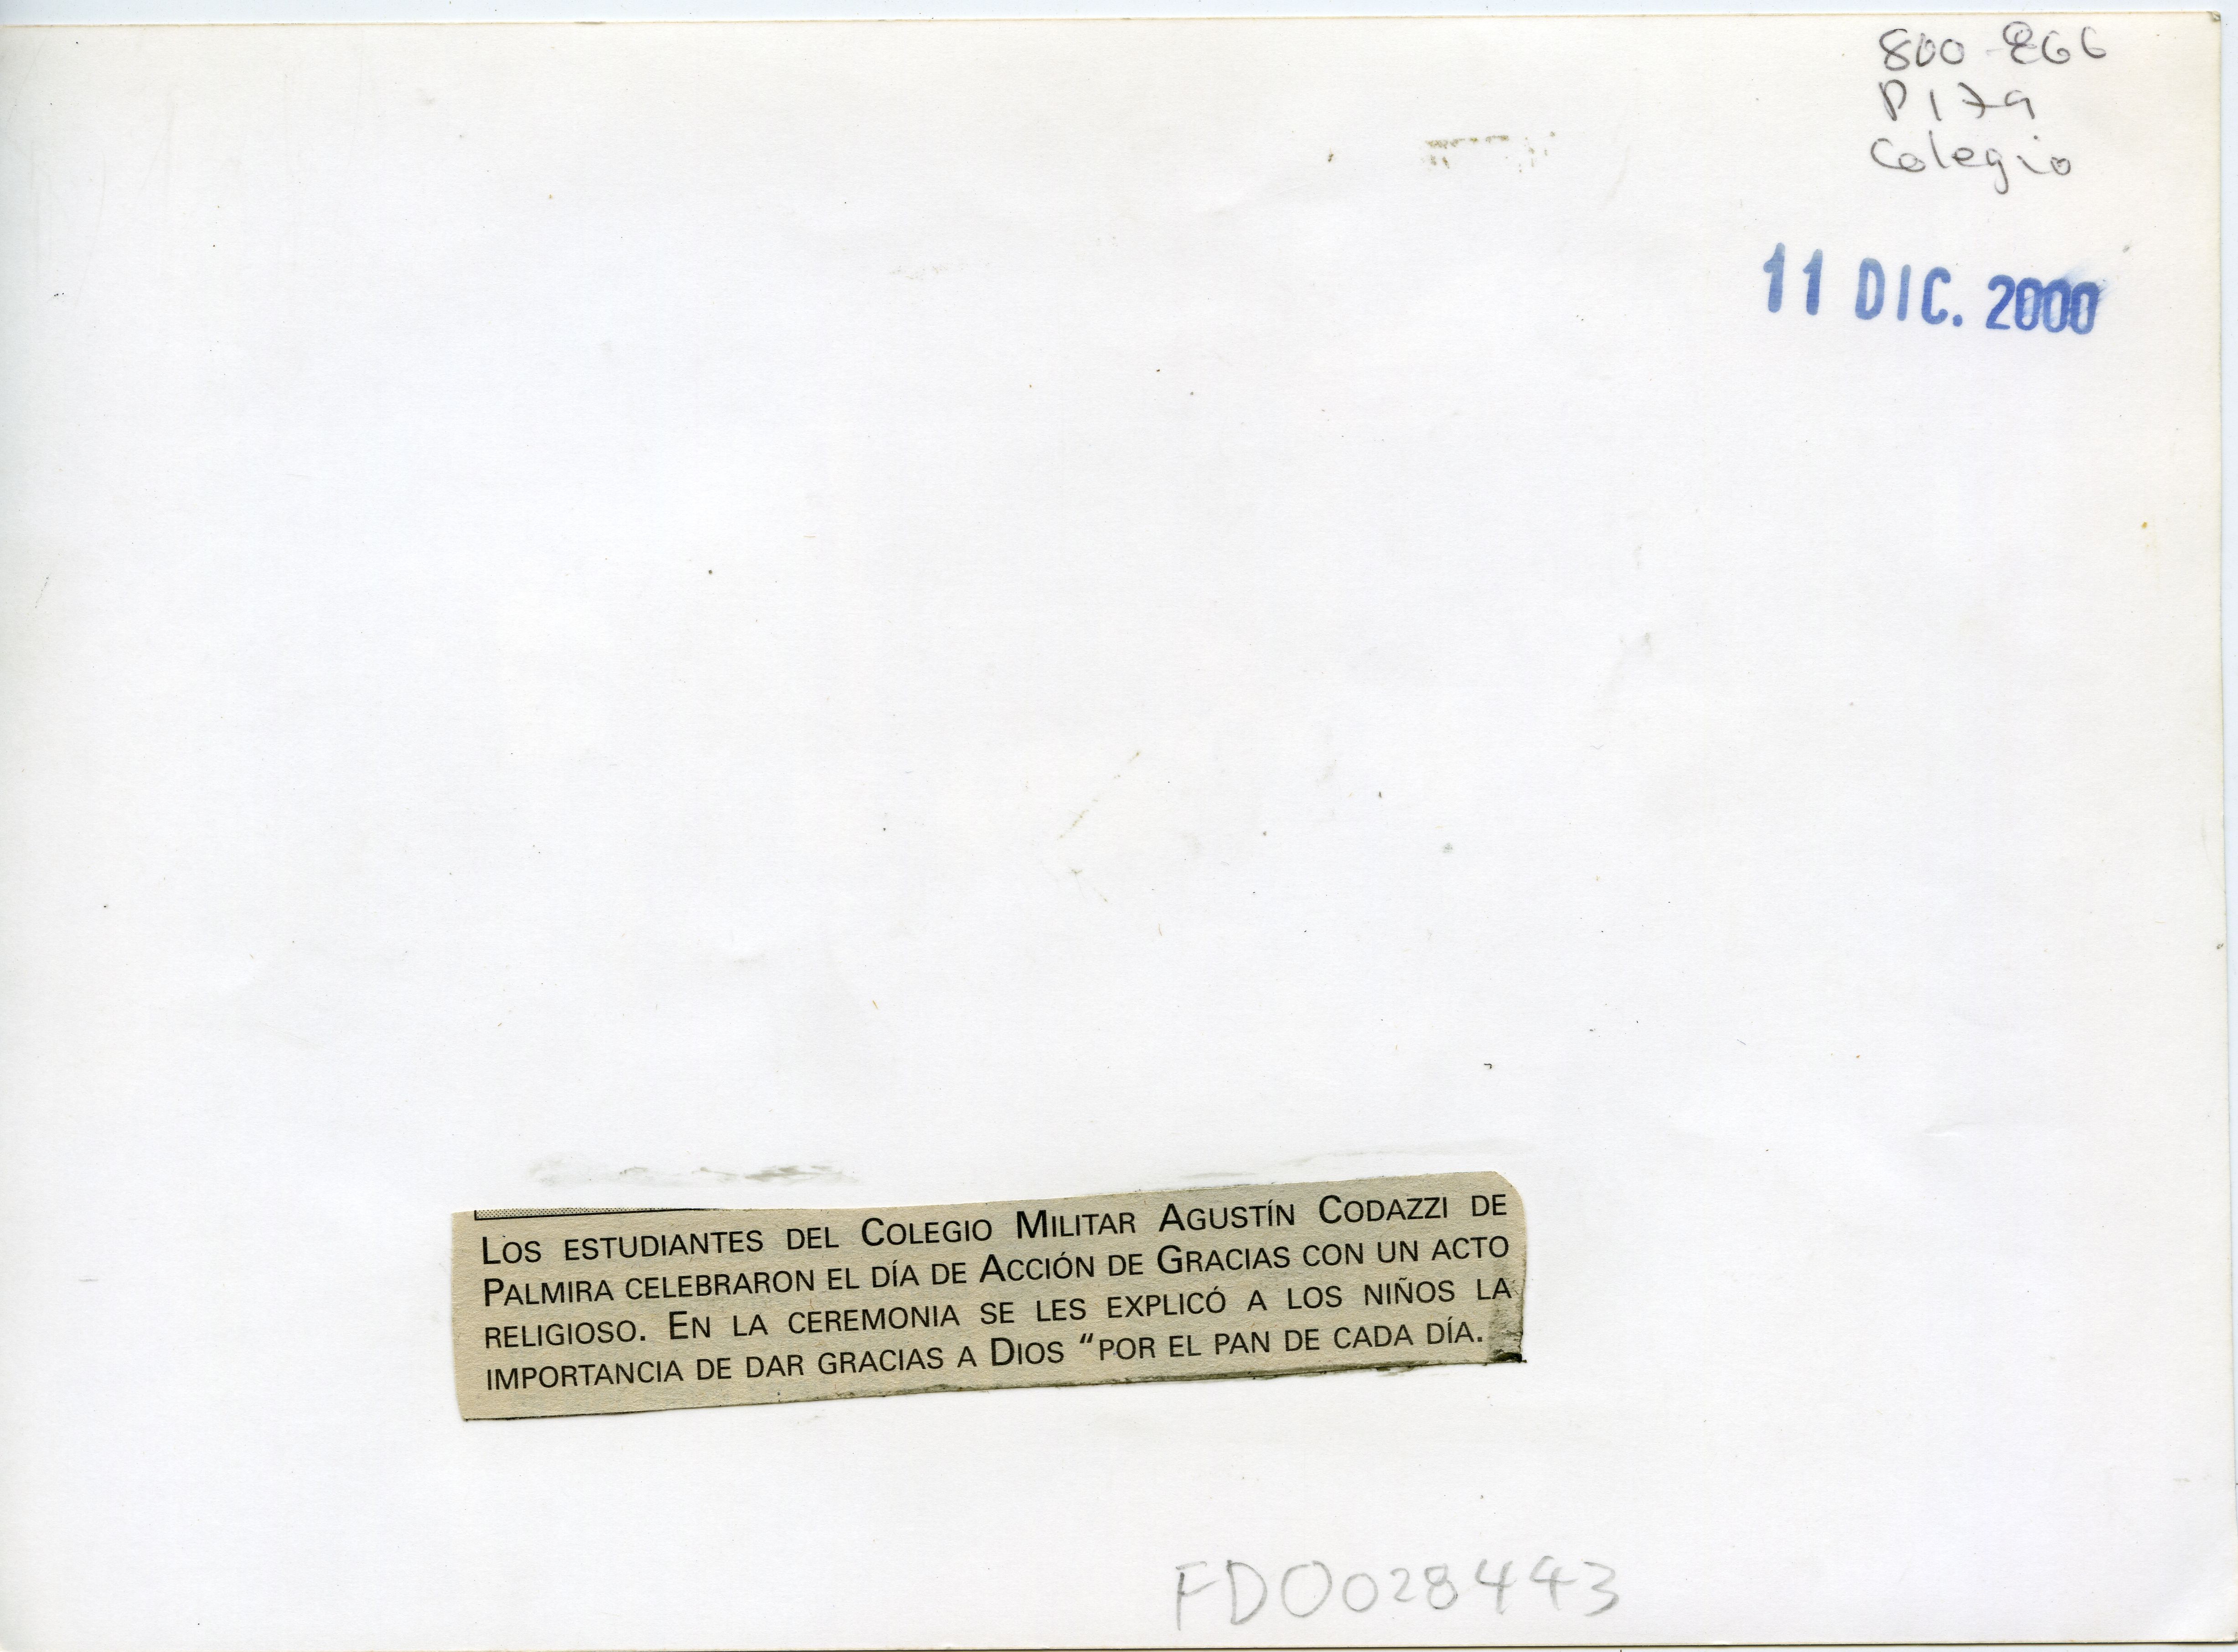 800-866
P179
Colegio
11 DIC. 2000
LOS ESTUDIANTES DEL COLEGIO MILITAR AGUSTÍN CODAZZI DE
PALMIRA CELEBRARON EL DÍA DE ACCIÓN DE GRACIAS CON UN ACTO
RELIGIOSO. EN LA CEREMONIA SE LES EXPLICÓ A LOS NIÑOS LA
IMPORTANCIA DE DAR GRACIAS A DIOS “POR EL PAN DE CADA DÍA.
FD0028443